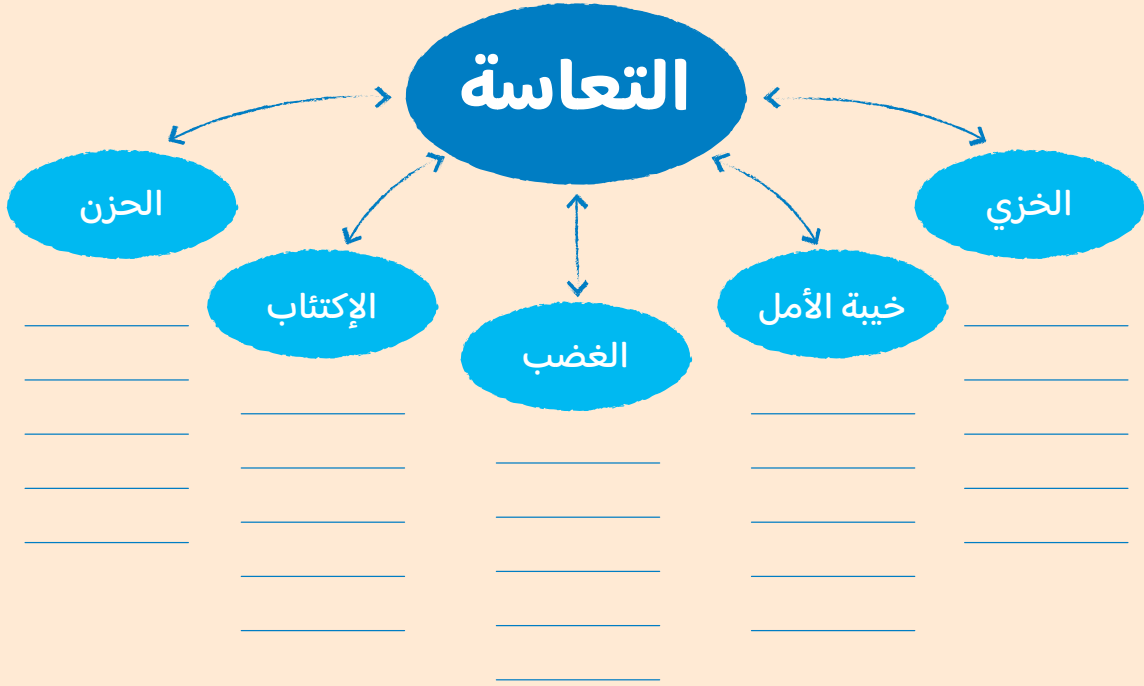 التعاسة
الخزي
خيبة الأمل
الغضب
الإكتئاب
الحزن